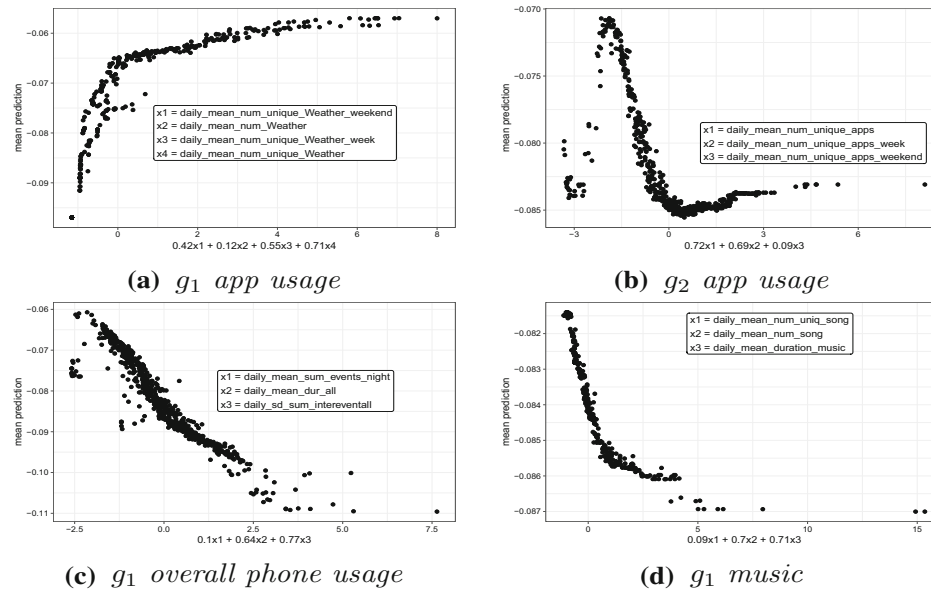 −0.06
−0.07
−0.08
−0.09
mean prediction
x1 = daily_mean_num_unique_Weather_weekend
x2 = daily_mean_num_Weather
x3 = daily_mean_num_unique_Weather_week
x4 = daily_mean_num_unique_Weather
0 2 4 6 8
0.42x1 + 0.12x2 + 0.55x3 + 0.71x4
(a) g1 app usage
−0.070
−0.075
−0.080
−0.085
mean prediction
x1 = daily_mean_num_unique_apps
x2 = daily_mean_num_unique_apps_week
x3 = daily_mean_num_unique_apps_weekend
−3 0 3 6
0.72x1 + 0.69x2 + 0.09x3
(b) g2 app usage
−0.06
−0.07
−0.08
−0.09
−0.10
−0.11
mean prediction
x1 = daily_mean_sum_events_night
x2 = daily_mean_dur_all
x3 = daily_sd_sum_intereventall
−2.5 0.0 2.5 5.0 7.5
0.1x1 + 0.64x2 + 0.77x3
(c) g1 overall phone usage
−0.082
−0.083
−0.084
−0.085
−0.086
−0.087
mean prediction
x1 = daily_mean_num_uniq_song
x2 = daily_mean_num_song
x3 = daily_mean_duration_music
0 5 10 15
0.09x1 + 0.7x2 + 0.71x3
(d) g1 music